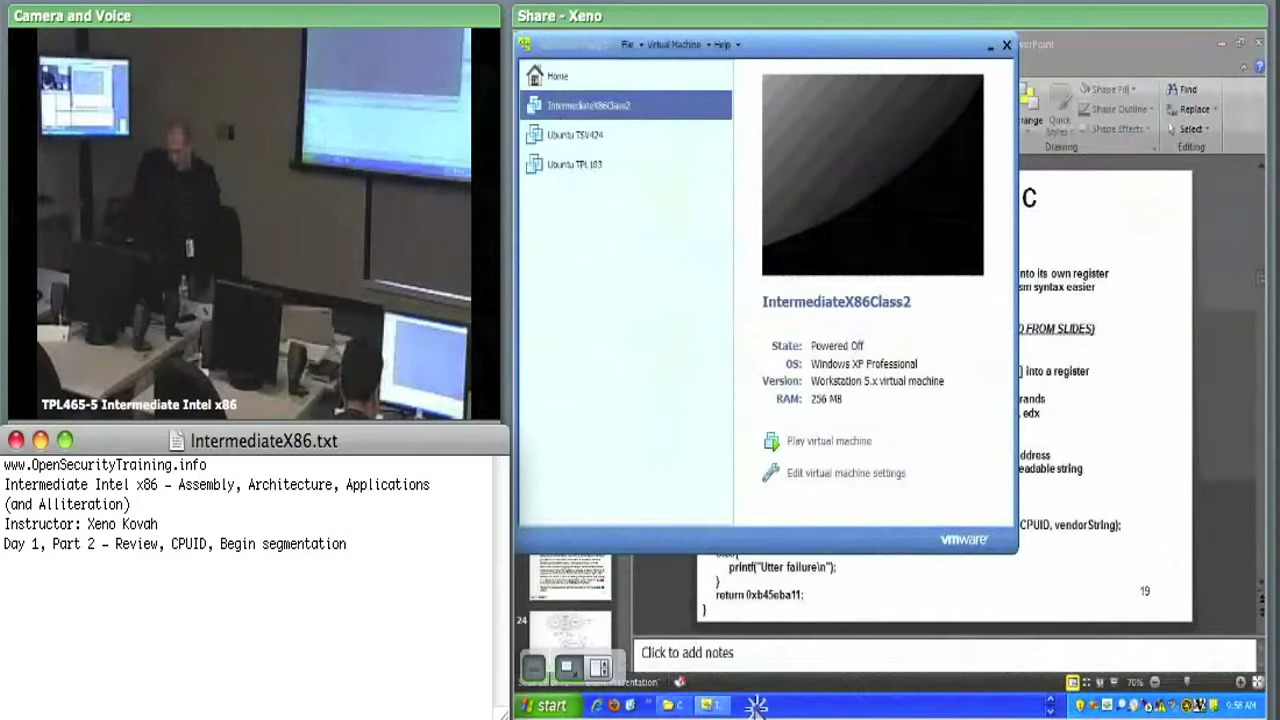 Camera and Voice
TPL465-5 Intermediate Intel x86
IntermediateX86.txt
www.OpenSecurityTraining.info
Intermediate Intel x86 – Assembly, Architecture, Applications
(and Alliteration)
Instructor: Xeno Kovah
Day 1, Part 2 – Review, CPUID, Begin segmentation
Share - Xeno
File Virtual Machine Help
Home
IntermediateX86Class2
Ubuntu TSV424
Ubuntu TPL103
IntermediateX86Class2
State: Powered Off
OS: Windows XP Professional
Version: Workstation 5.x virtual machine
RAM: 256 MB
Play virtual machine
Edit virtual machine settings
vmware
Shape Fill
Shape Outline
Shape Effects
Quick
Styles
Drawing
Find
Replace
Select
Editing
C
nto its own register
sm syntax easier
D FROM SLIDES)
] into a register
rands
, edx
ddress
eadable string
CPUID, vendorString);
printf("Utter failure\n");
}
return 0xb45eba11;
}
19
24
Click to add notes
70%
start
9:58 AM